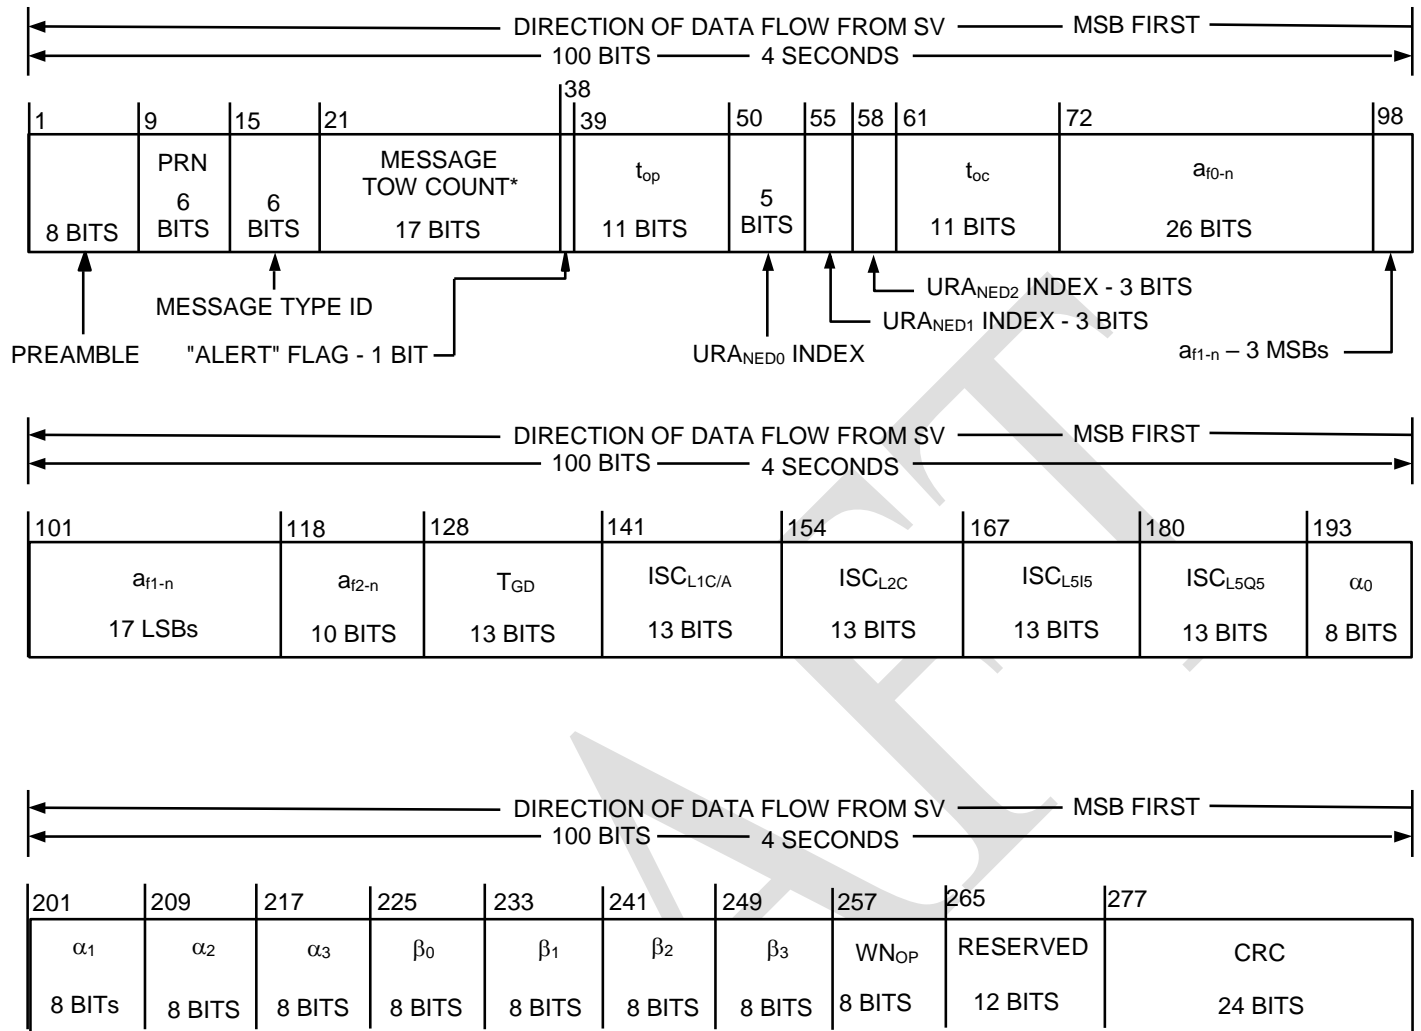 DIRECTION OF DATA FLOW FROM SV MSB FIRST
100 BITS 4 SECONDS
38
1 9 15 21 39 50 55 58 61 72 98
PRN MESSAGE
TOW COUNT* top toc af0-n
6 6 5
8 BITS BITS BITS 17 BITS 11 BITS BITS 11 BITS 26 BITS
URANED2 INDEX - 3 BITS
MESSAGE TYPE ID
URANED1 INDEX - 3 BITS
PREAMBLE "ALERT" FLAG - 1 BIT URANED0 INDEX af1-n – 3 MSBs
DIRECTION OF DATA FLOW FROM SV MSB FIRST
100 BITS 4 SECONDS
101 118 128 141 154 167 180 193
af1-n af2-n TGD ISCL1C/A ISCL2C ISCL5I5 ISCL5Q5 α0
17 LSBs 10 BITS 13 BITS 13 BITS 13 BITS 13 BITS 13 BITS 8 BITS
DIRECTION OF DATA FLOW FROM SV MSB FIRST
100 BITS 4 SECONDS
201 209 217 225 233 241 249 257 265 277
α1 α2 α3 β0 β1 β2 β3 WNOP RESERVED CRC
8 BITs 8 BITS 8 BITS 8 BITS 8 BITS 8 BITS 8 BITS 8 BITS 12 BITS 24 BITS